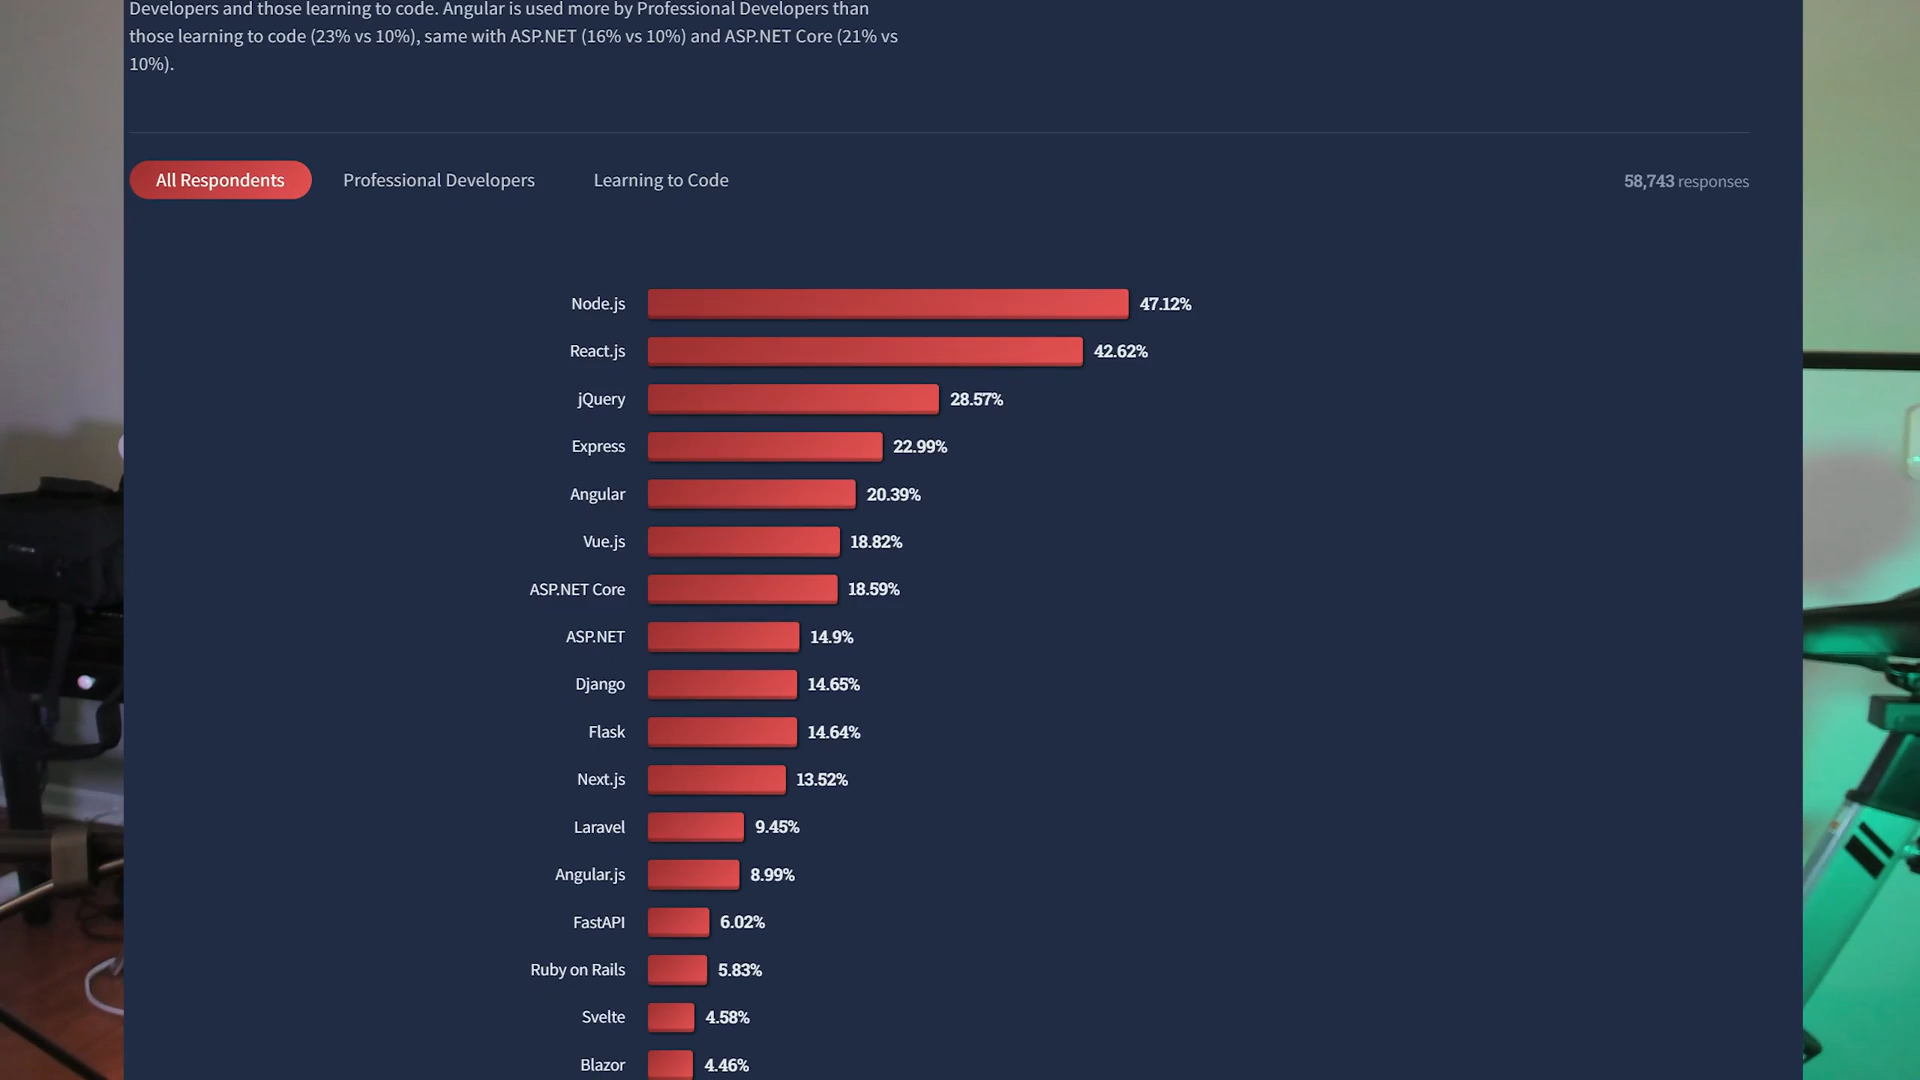 Developers and those learning to code. Angular is used more by Professional Developers than
those learning to code (23% vs 10%), same with ASP.NET (16% vs 10%) and ASP.NET Core (21% vs
10%).
All Respondents Professional Developers Learning to Code 58,743 responses
Node.js 47.12%
React.js 42.62%
jQuery 28.57%
Express 22.99%
Angular 20.39%
Vue.js 18.82%
ASP.NET Core 18.59%
ASP.NET 14.9%
Django 14.65%
Flask 14.64%
Next.js 13.52%
Laravel 9.45%
Angular.js 8.99%
FastAPI 6.02%
Ruby on Rails 5.83%
Svelte 4.58%
Blazor 4.46%